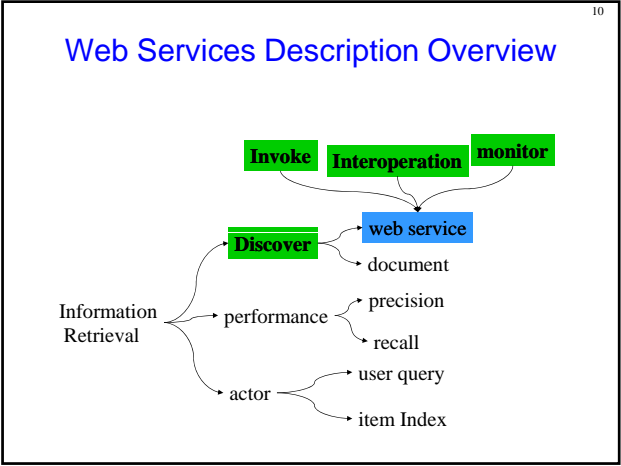 10
Web Services Description Overview
Invoke
Interoperation
monitor
web service
Discover
document
Information
Retrieval
performance
precision
recall
actor
user query
item Index